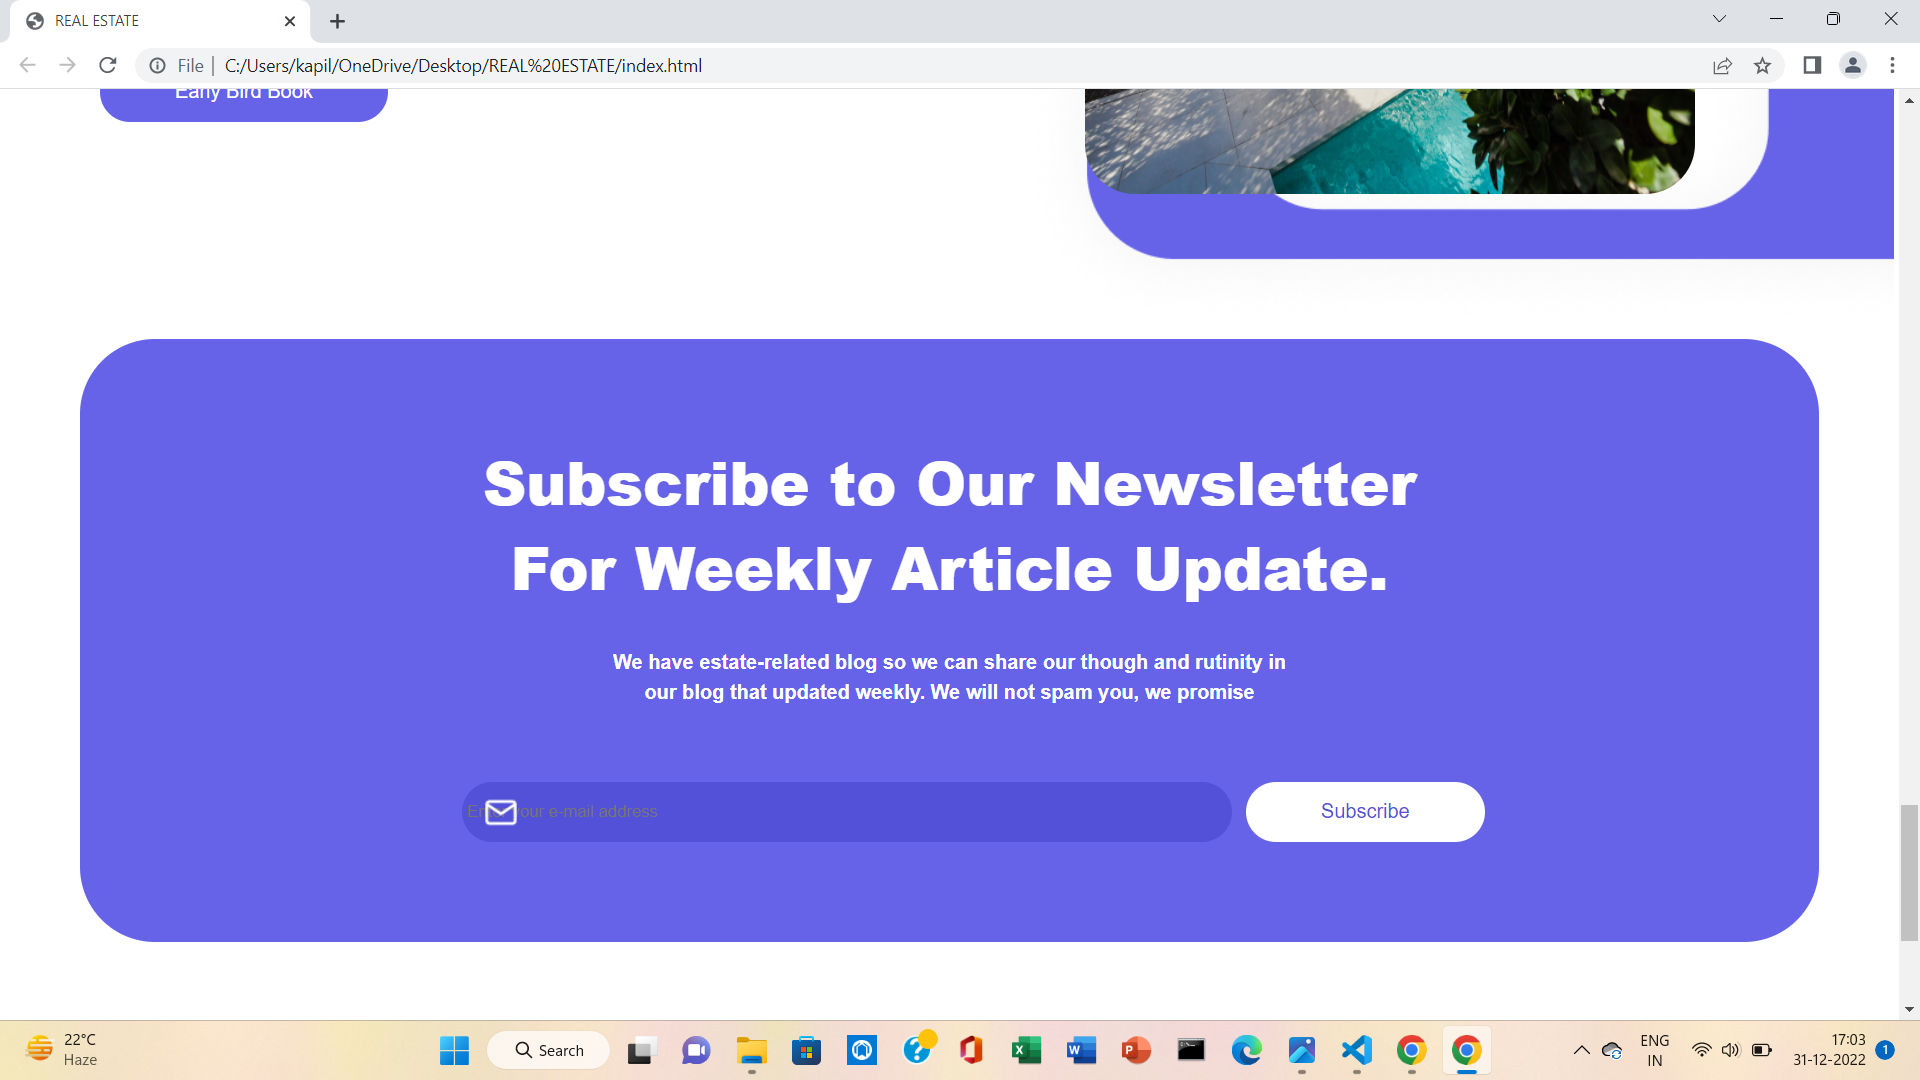 REAL ESTATE
File
C:/Users/kapil/OneDrive/Desktop/REAL%20ESTATE/index.html
Early Bird Book
Subscribe to Our Newsletter
For Weekly Article Update.
We have estate-related blog so we can share our though and rutinity in
our blog that updated weekly. We will not spam you, we promise
Enter your e-mail address
Subscribe
22°C
Haze
Search
ENG
IN
17:03
31-12-2022
1